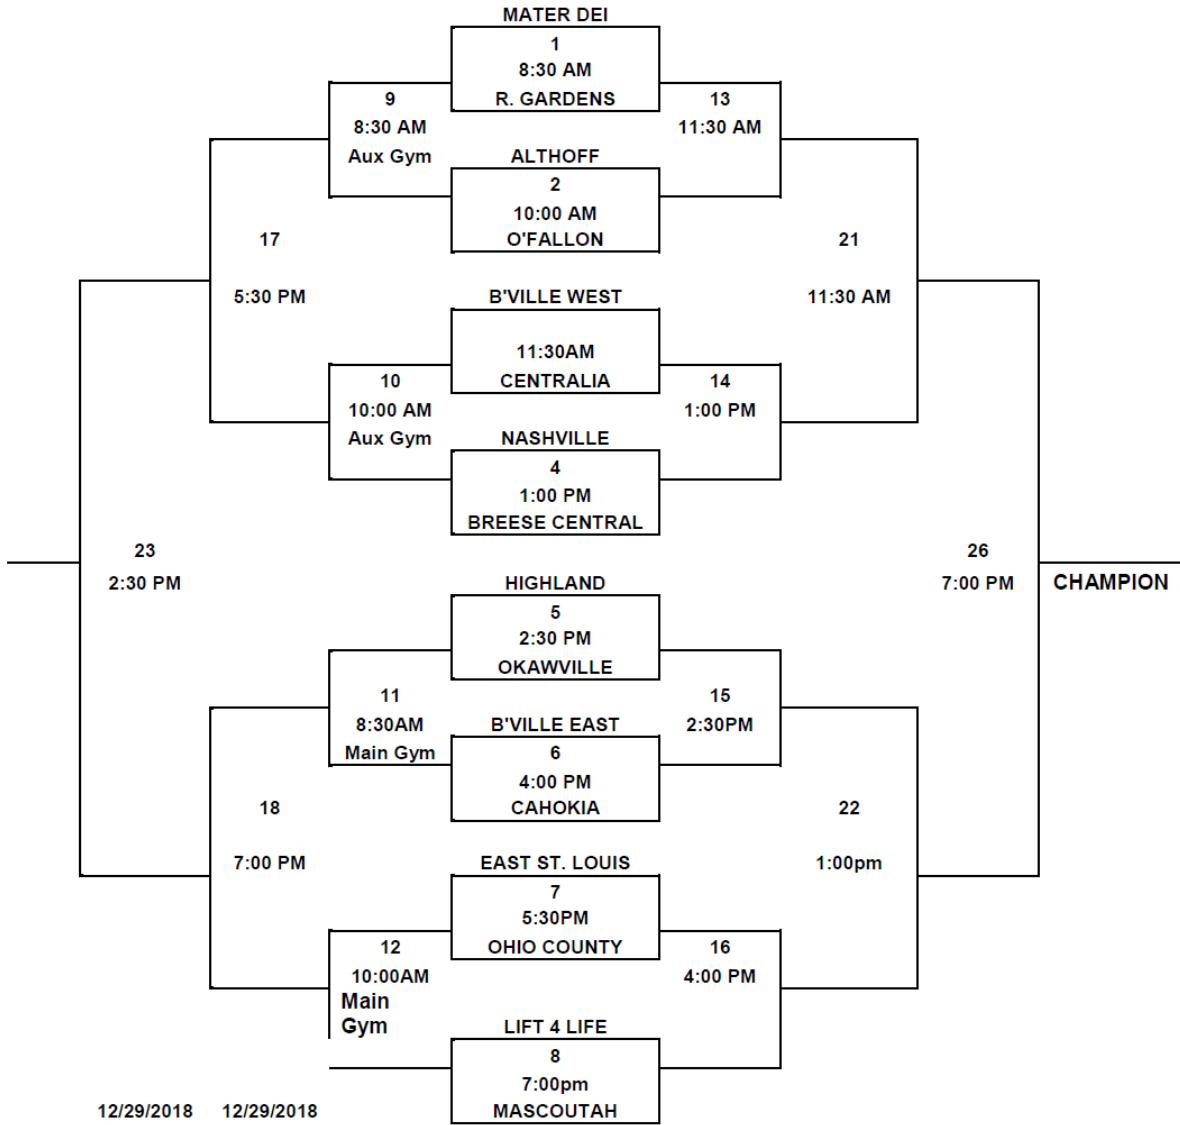 MATER DEI
1
8:30 AM
R. GARDENS
9
8:30 AM
Aux Gym
13
11:30 AM
ALTHOFF
2
10:00 AM
O'FALLON
17
5:30 PM
21
11:30 AM
B'VILLE WEST
11:30AM
CENTRALIA
10
10:00 AM
Aux Gym
14
1:00 PM
NASHVILLE
4
1:00 PM
BREESE CENTRAL
23
2:30 PM
26
7:00 PM
CHAMPION
HIGHLAND
5
2:30 PM
OKAWVILLE
11
8:30AM
Main Gym
15
2:30PM
B'VILLE EAST
6
4:00 PM
CAHOKIA
18
7:00 PM
22
1:00pm
EAST ST. LOUIS
7
5:30PM
OHIO COUNTY
12
10:00AM
Main
Gym
16
4:00 PM
LIFT 4 LIFE
8
7:00pm
MASCOUTAH
12/29/2018 12/29/2018